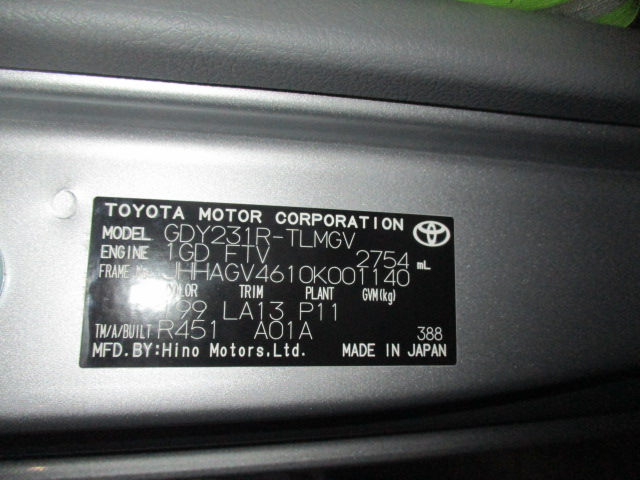 TOYOTA MOTOR CORPORATION
MODEL GDY231R-TLMGV
ENGINE 1GD FTV 2754 mL
FRAME No. JHHAGV4610K001140
TRIM PLANT GVM(kg)
LA13 P11
TM/A/BUILT R451 A01A 388
MFD.BY:Hino Motors,Ltd. MADE IN JAPAN